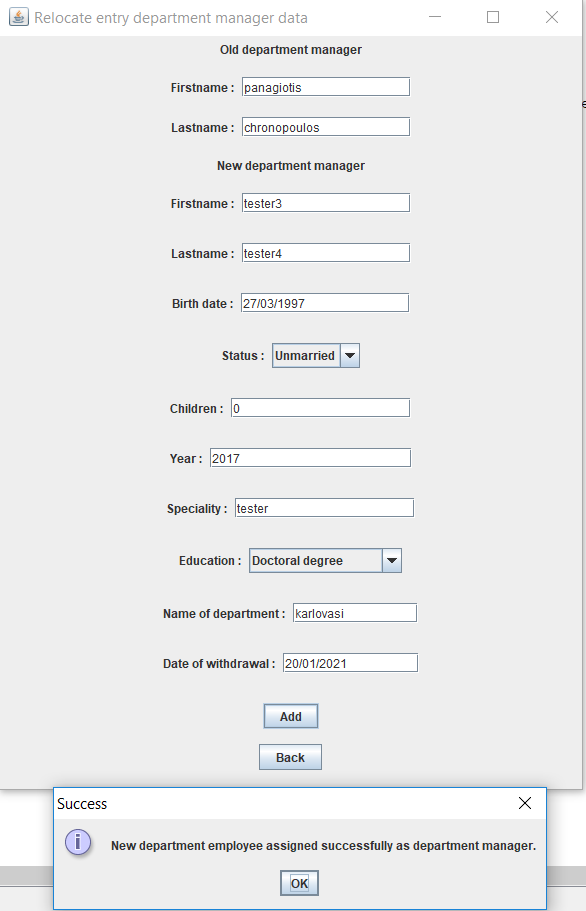 Relocate entry department manager data
Old department manager
Firstname : panagiotis
Lastname : chronopoulos
New department manager
Firstname : tester3
Lastname : tester4
Birth date : 27/03/1997
Status : Unmarried
Children : 0
Year : 2017
Speciality : tester
Education : Doctoral degree
Name of department : karlovasi
Date of withdrawal : 20/01/2021
Add
Back
Success
New department employee assigned successfully as department manager.
OK